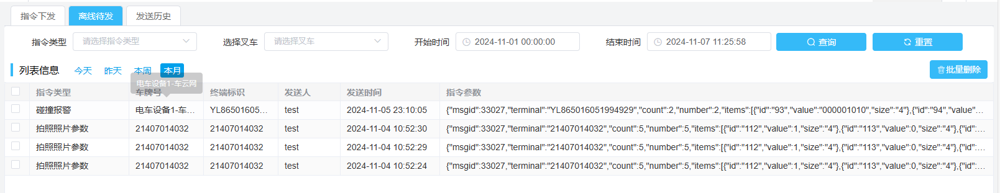 指令下发 离线待发 发送历史
指令类型 请选择指令类型 选择叉车 请选择叉车 开始时间 2024-11-01 00:00:00 结束时间 2024-11-07 11:25:58 查询 重置
列表信息 今天 昨天 本周 本月 批量删除
电车设备1-车云网
指令类型 车牌号 终端标识 发送人 发送时间 指令参数
碰撞报警 电车设备1-车... YL86501605... test 2024-11-05 23:10:05 {"msgid":33027,"terminal":"YL865016051994929","count":2,"number":2,"items":[{"id":"93","value":"000001010","size":"4"},{"id":"94","value"...
拍照照片参数 21407014032 21407014032 test 2024-11-04 10:52:30 {"msgid":33027,"terminal":"21407014032","count":5,"number":5,"items":[{"id":"112","value":1,"size":"4"},{"id":"113","value":0,"size":"4"},{"id":...
拍照照片参数 21407014032 21407014032 test 2024-11-04 10:52:29 {"msgid":33027,"terminal":"21407014032","count":5,"number":5,"items":[{"id":"112","value":1,"size":"4"},{"id":"113","value":0,"size":"4"},{"id":...
拍照照片参数 21407014032 21407014032 test 2024-11-04 10:52:24 {"msgid":33027,"terminal":"21407014032","count":5,"number":5,"items":[{"id":"112","value":1,"size":"4"},{"id":"113","value":0,"size":"4"},{"id":...